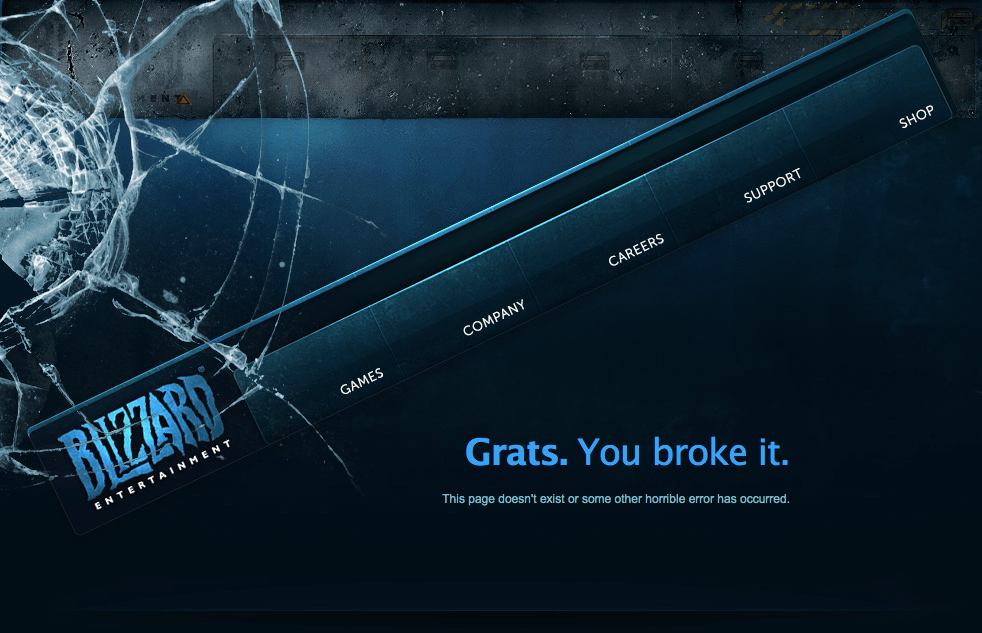 SHOP
SUPPORT
CAREERS
COMPANY
GAMES
BLIZZARD
ENTERTAINMENT
Grats. You broke it.
This page doesn't exist or some other horrible error has occurred.